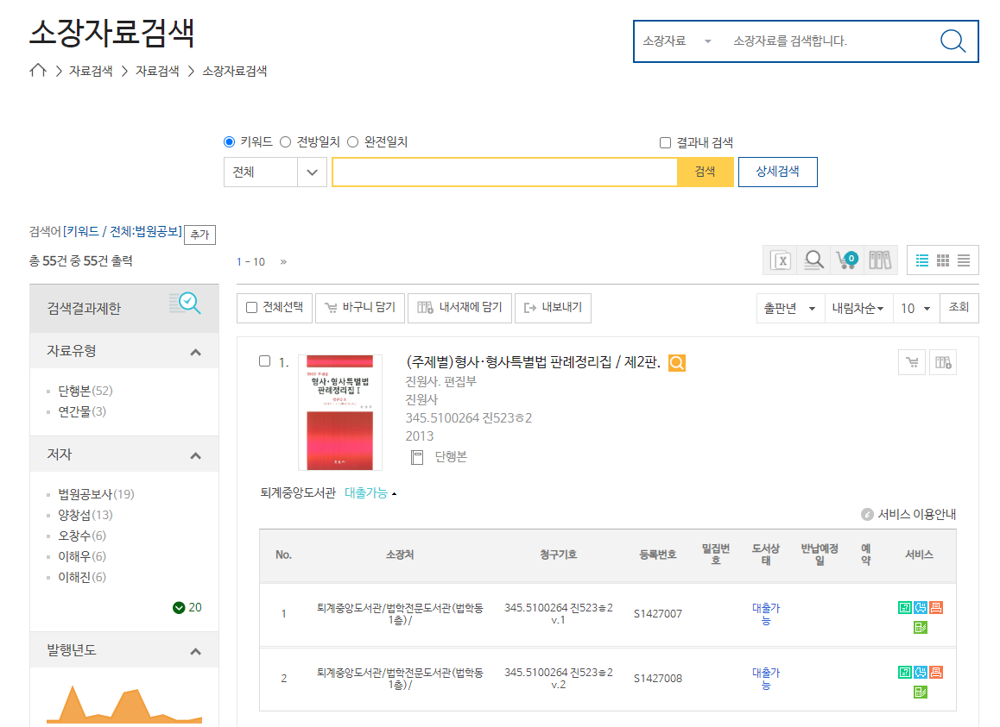 소장자료검색
소장자료 소장자료를 검색합니다.
자료검색 > 자료검색 > 소장자료검색
키워드 전방일치 완전일치 결과내 검색
전체 검색 상세검색
검색어[키워드 / 전체:법원공보] 추가
총 55건 중 55건 출력
1 - 10 »
0
검색결과제한
전체선택 바구니 담기 내서재에 담기 내보내기 출판년 내림차순 10 조회
자료유형
단행본(52)
연간물(3)
저자
법원공보사(19)
양창섭(13)
오창수(6)
이해우(6)
이해진(6)
20
발행년도
1. (주제별)형사·형사특별법 판례정리집 / 제2판.
진원사. 편집부
진원사
345.5100264 진523ㅎ2
2013
단행본
형사·형사특별법
판례정리집 I
퇴계중앙도서관 대출가능
서비스 이용안내
No. 소장처 청구기호 등록번호 밀집번호 도서상태 반납예정일 예약 서비스
1 퇴계중앙도서관/법학전문도서관(법학동 1층)/ 345.5100264 진523ㅎ2 v.1 S1427007 대출가능
2 퇴계중앙도서관/법학전문도서관(법학동 1층)/ 345.5100264 진523ㅎ2 v.2 S1427008 대출가능